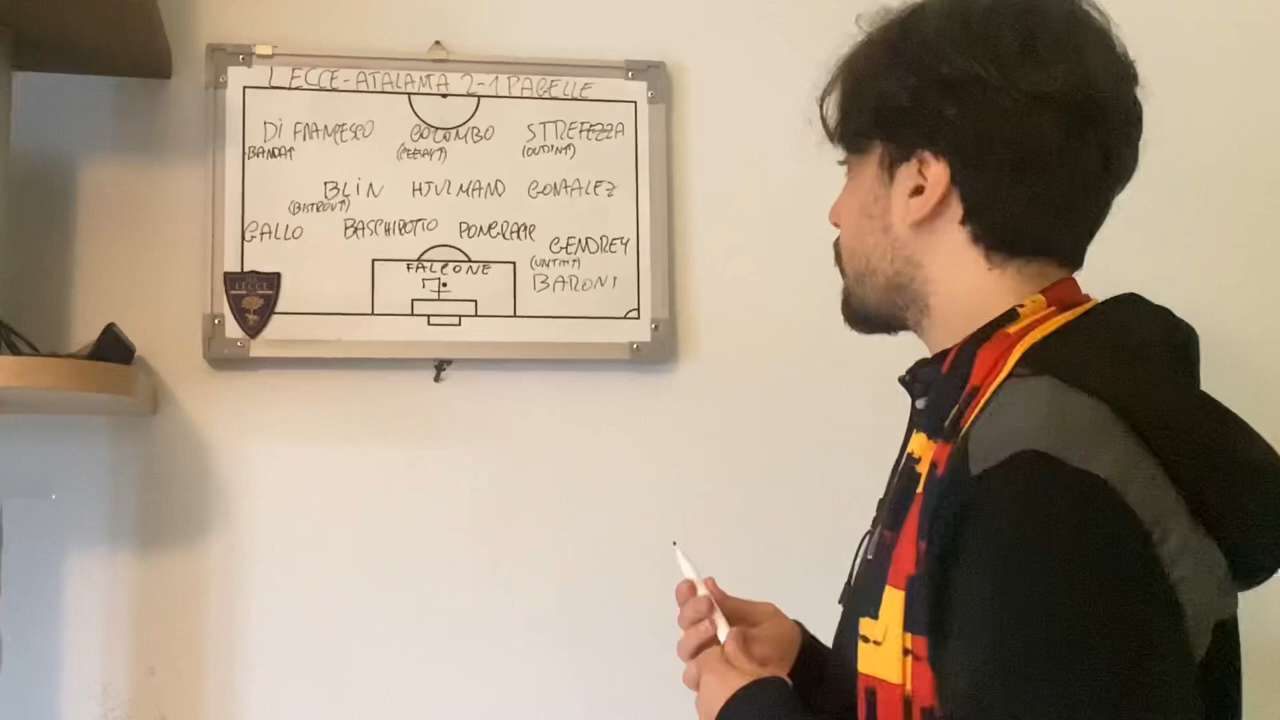 LECCE-ATALANTA 2-1 PAGELLE
DI FRANCESCO COLOMBO STREFEZZA
BANDA (OUDIN)
BLIN HJULMAND GONZALEZ
GALLO BASCHIROTTO PONGRACIC
GENDREY
FALCONE
BARONI
LECCE